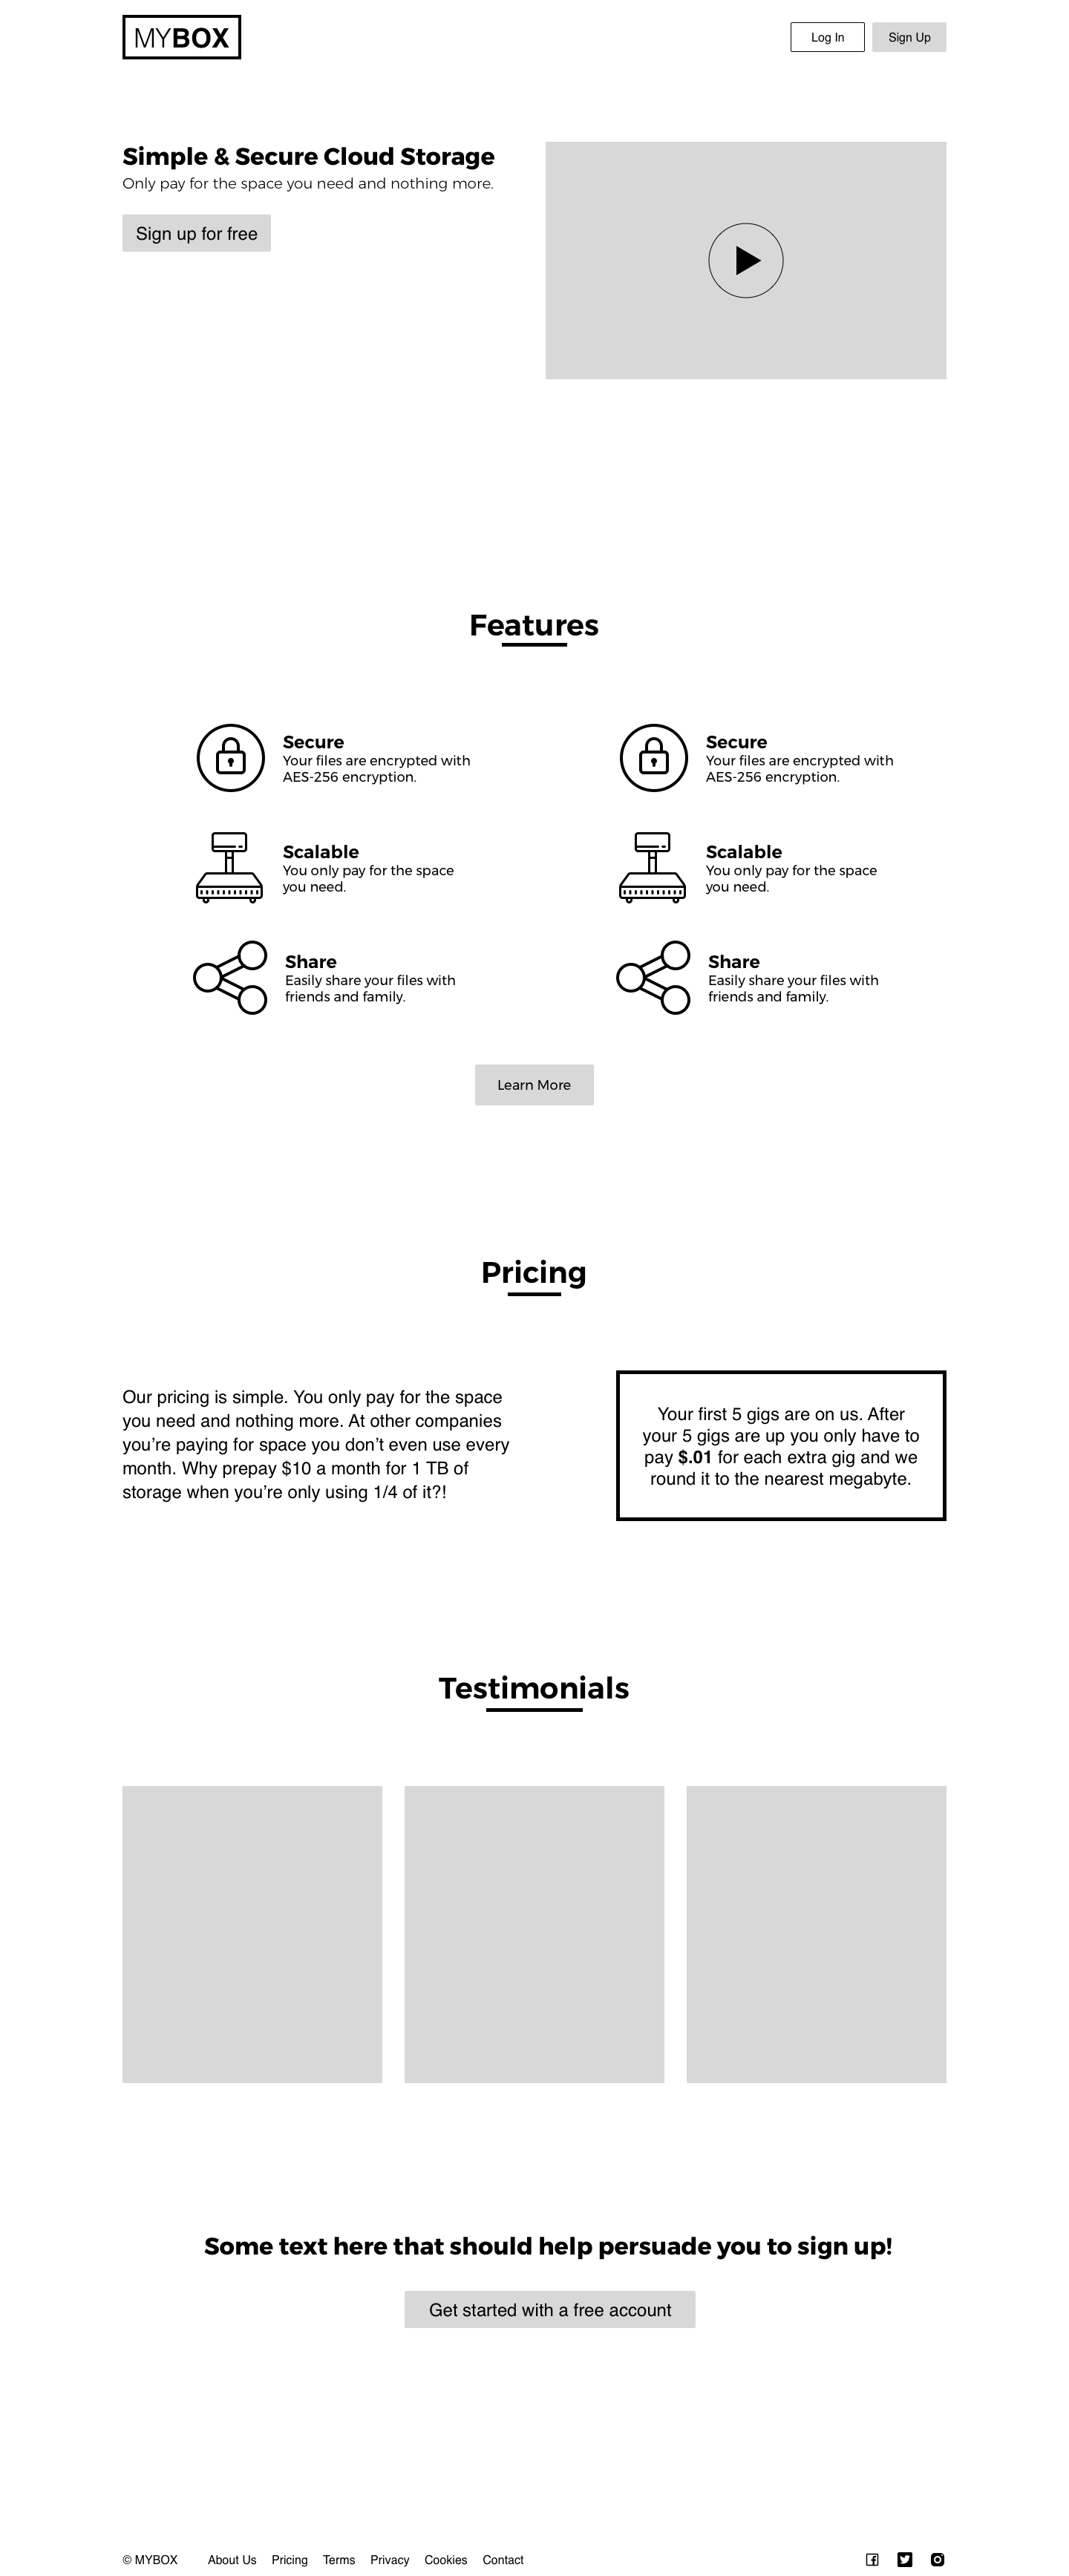 MYBOX
Log In
Sign Up
Simple & Secure Cloud Storage
Only pay for the space you need and nothing more.
Sign up for free
Features
Secure
Your files are encrypted with
AES-256 encryption.
Secure
Your files are encrypted with
AES-256 encryption.
Scalable
You only pay for the space
you need.
Scalable
You only pay for the space
you need.
Share
Easily share your files with
friends and family.
Share
Easily share your files with
friends and family.
Learn More
Pricing
Our pricing is simple. You only pay for the space
you need and nothing more. At other companies
you’re paying for space you don’t even use every
month. Why prepay $10 a month for 1 TB of
storage when you’re only using 1/4 of it?!
Your first 5 gigs are on us. After
your 5 gigs are up you only have to
pay $.01 for each extra gig and we
round it to the nearest megabyte.
Testimonials
Some text here that should help persuade you to sign up!
Get started with a free account
© MYBOX
About Us
Pricing
Terms
Privacy
Cookies
Contact